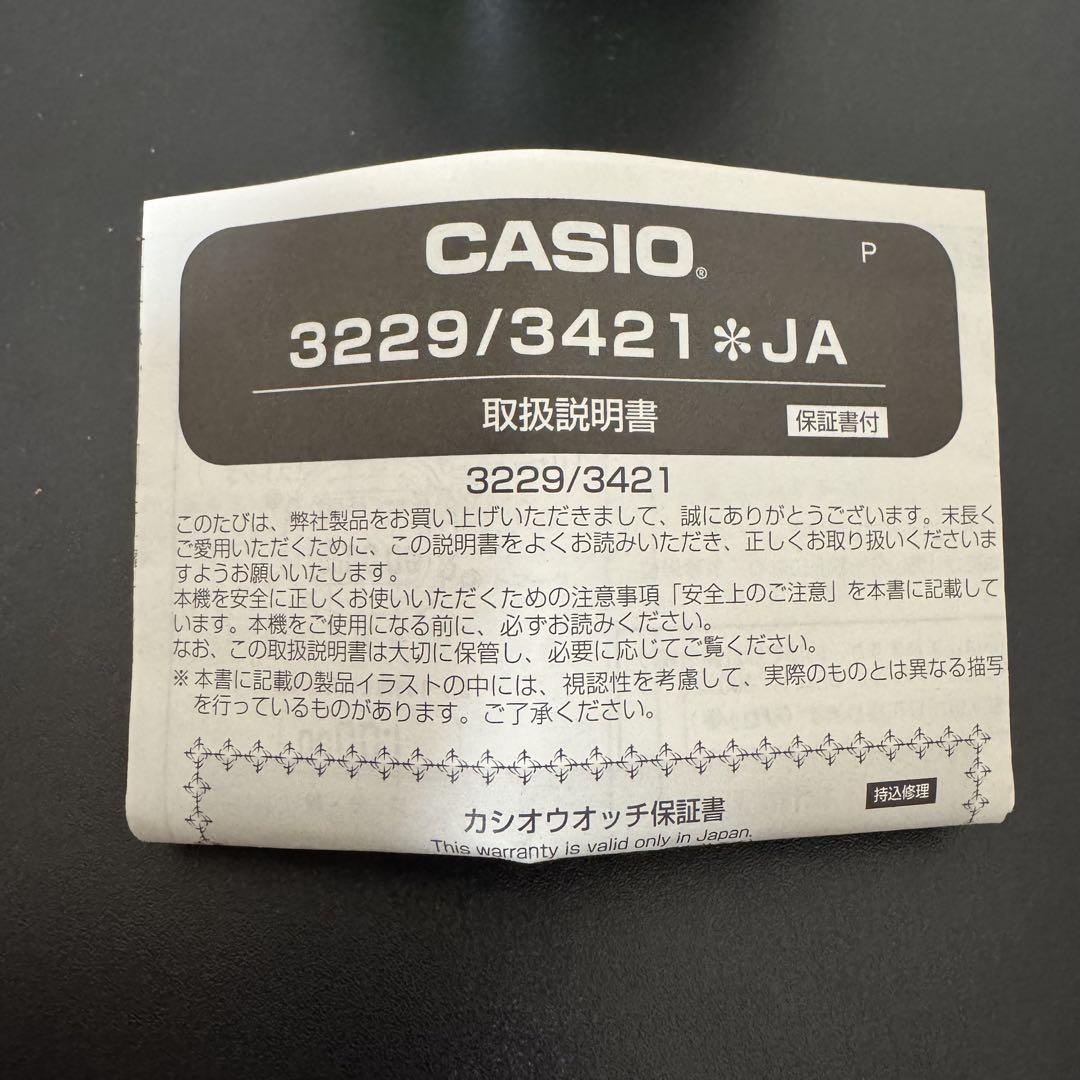 CASIO®
P
3229/3421＊JA
取扱説明書
保証書付
3229/3421
このたびは、弊社製品をお買い上げいただきまして、誠にありがとうございます。末長く
ご愛用いただくために、この説明書をよくお読みいただき、正しくお取り扱いくださいま
すようお願いいたします。
本機を安全に正しくお使いいただくための注意事項「安全上のご注意」を本書に記載して
います。本機をご使用になる前に、必ずお読みください。
なお、この取扱説明書は大切に保管し、必要に応じてご覧ください。
※ 本書に記載の製品イラストの中には、視認性を考慮して、実際のものとは異なる描写
を行っているものがあります。ご了承ください。
持込修理
カシオウオッチ保証書
This warranty is valid only in Japan.